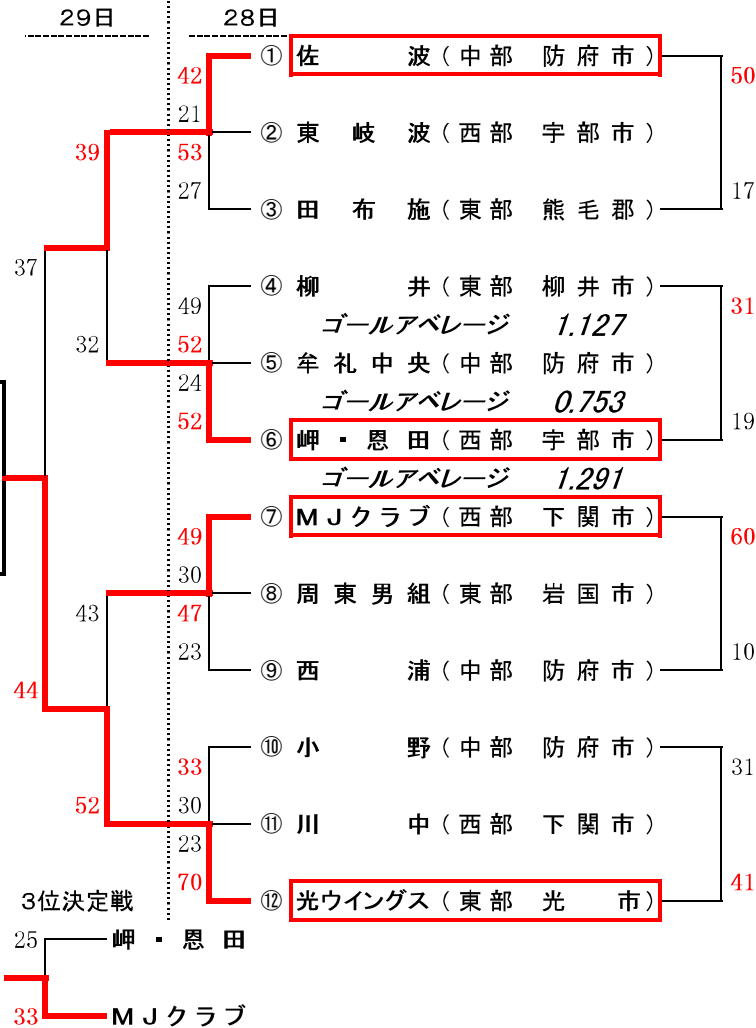 29日 28日
① 佐 波 ( 中部 防府市 )
42 50
21
② 東 岐 波 ( 西部 宇部市 )
39 53
27 17
③ 田 布 施 ( 東部 熊毛郡 )
37
④ 柳 井 ( 東部 柳井市 )
49 31
ゴールアベレージ 1.127
32 52
⑤ 牟礼中央 ( 中部 防府市 )
24
ゴールアベレージ 0.753
52 19
⑥ 岬・恩田 ( 西部 宇部市 )
ゴールアベレージ 1.291
⑦ MJクラブ ( 西部 下関市 )
49 60
30
⑧ 周東男組 ( 東部 岩国市 )
43 47
23 10
⑨ 西 浦 ( 中部 防府市 )
44
⑩ 小 野 ( 中部 防府市 )
33 31
52 30
⑪ 川 中 ( 西部 下関市 )
23
70 41
⑫ 光ウイングス ( 東部 光 市 )
3位決定戦
25 岬・恩田
33 MJクラブ